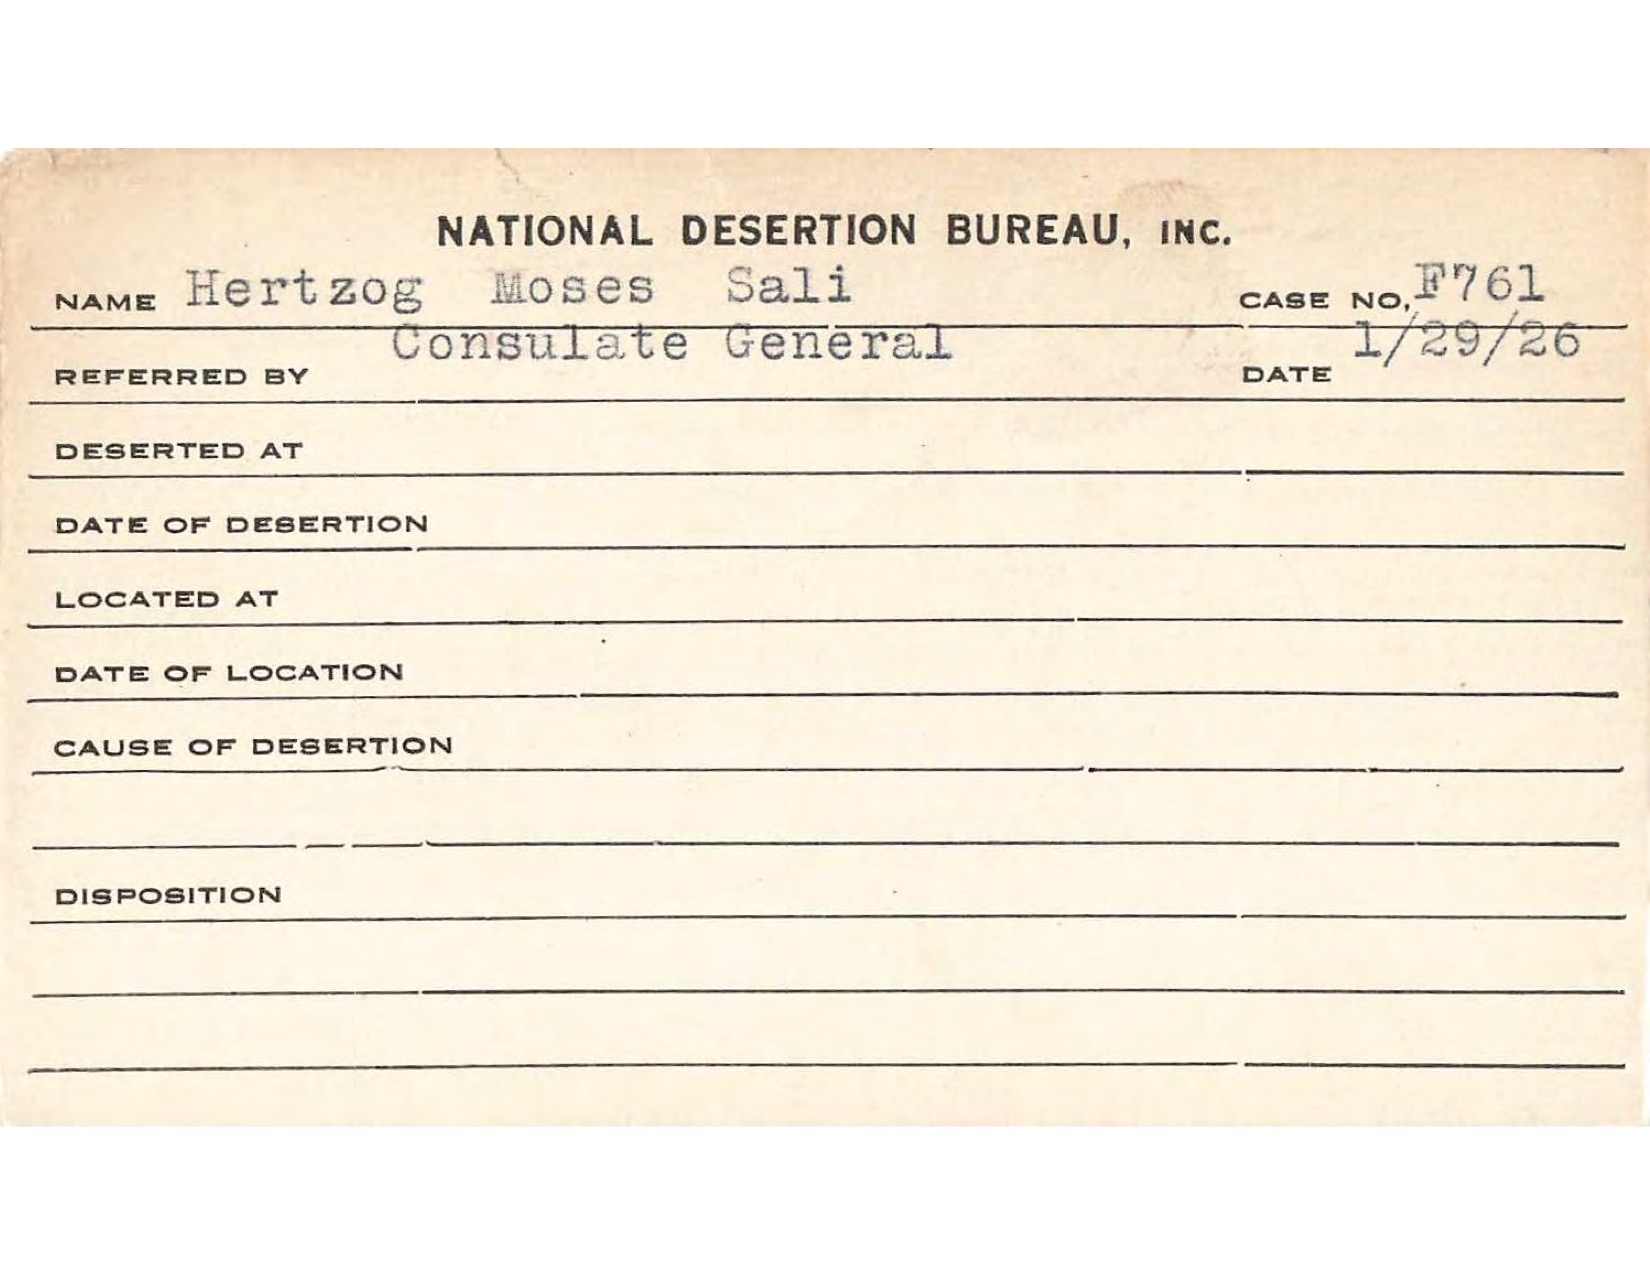 NATIONAL DESERTION BUREAU, INC.
NAME Hertzog Moses Sali CASE NO. F761
REFERRED BY Consulate General DATE 1/29/26
DESERTED AT
DATE OF DESERTION
LOCATED AT
DATE OF LOCATION
CAUSE OF DESERTION
DISPOSITION